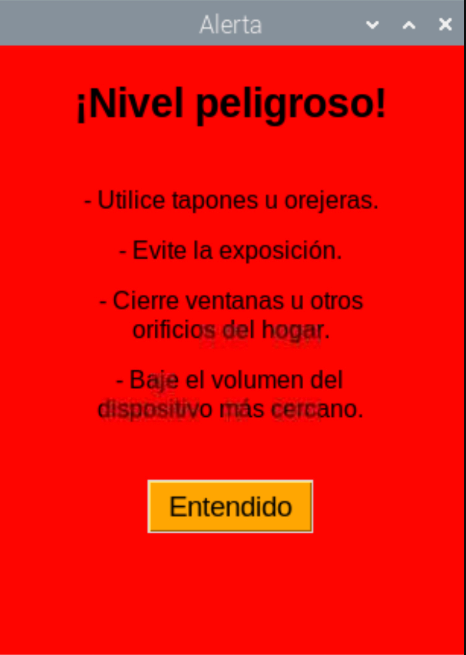 Alerta
¡Nivel peligroso!
- Utilice tapones u orejeras.
- Evite la exposición.
- Cierre ventanas u otros
orificios del hogar.
- Baje el volumen del
dispositivo más cercano.
Entendido